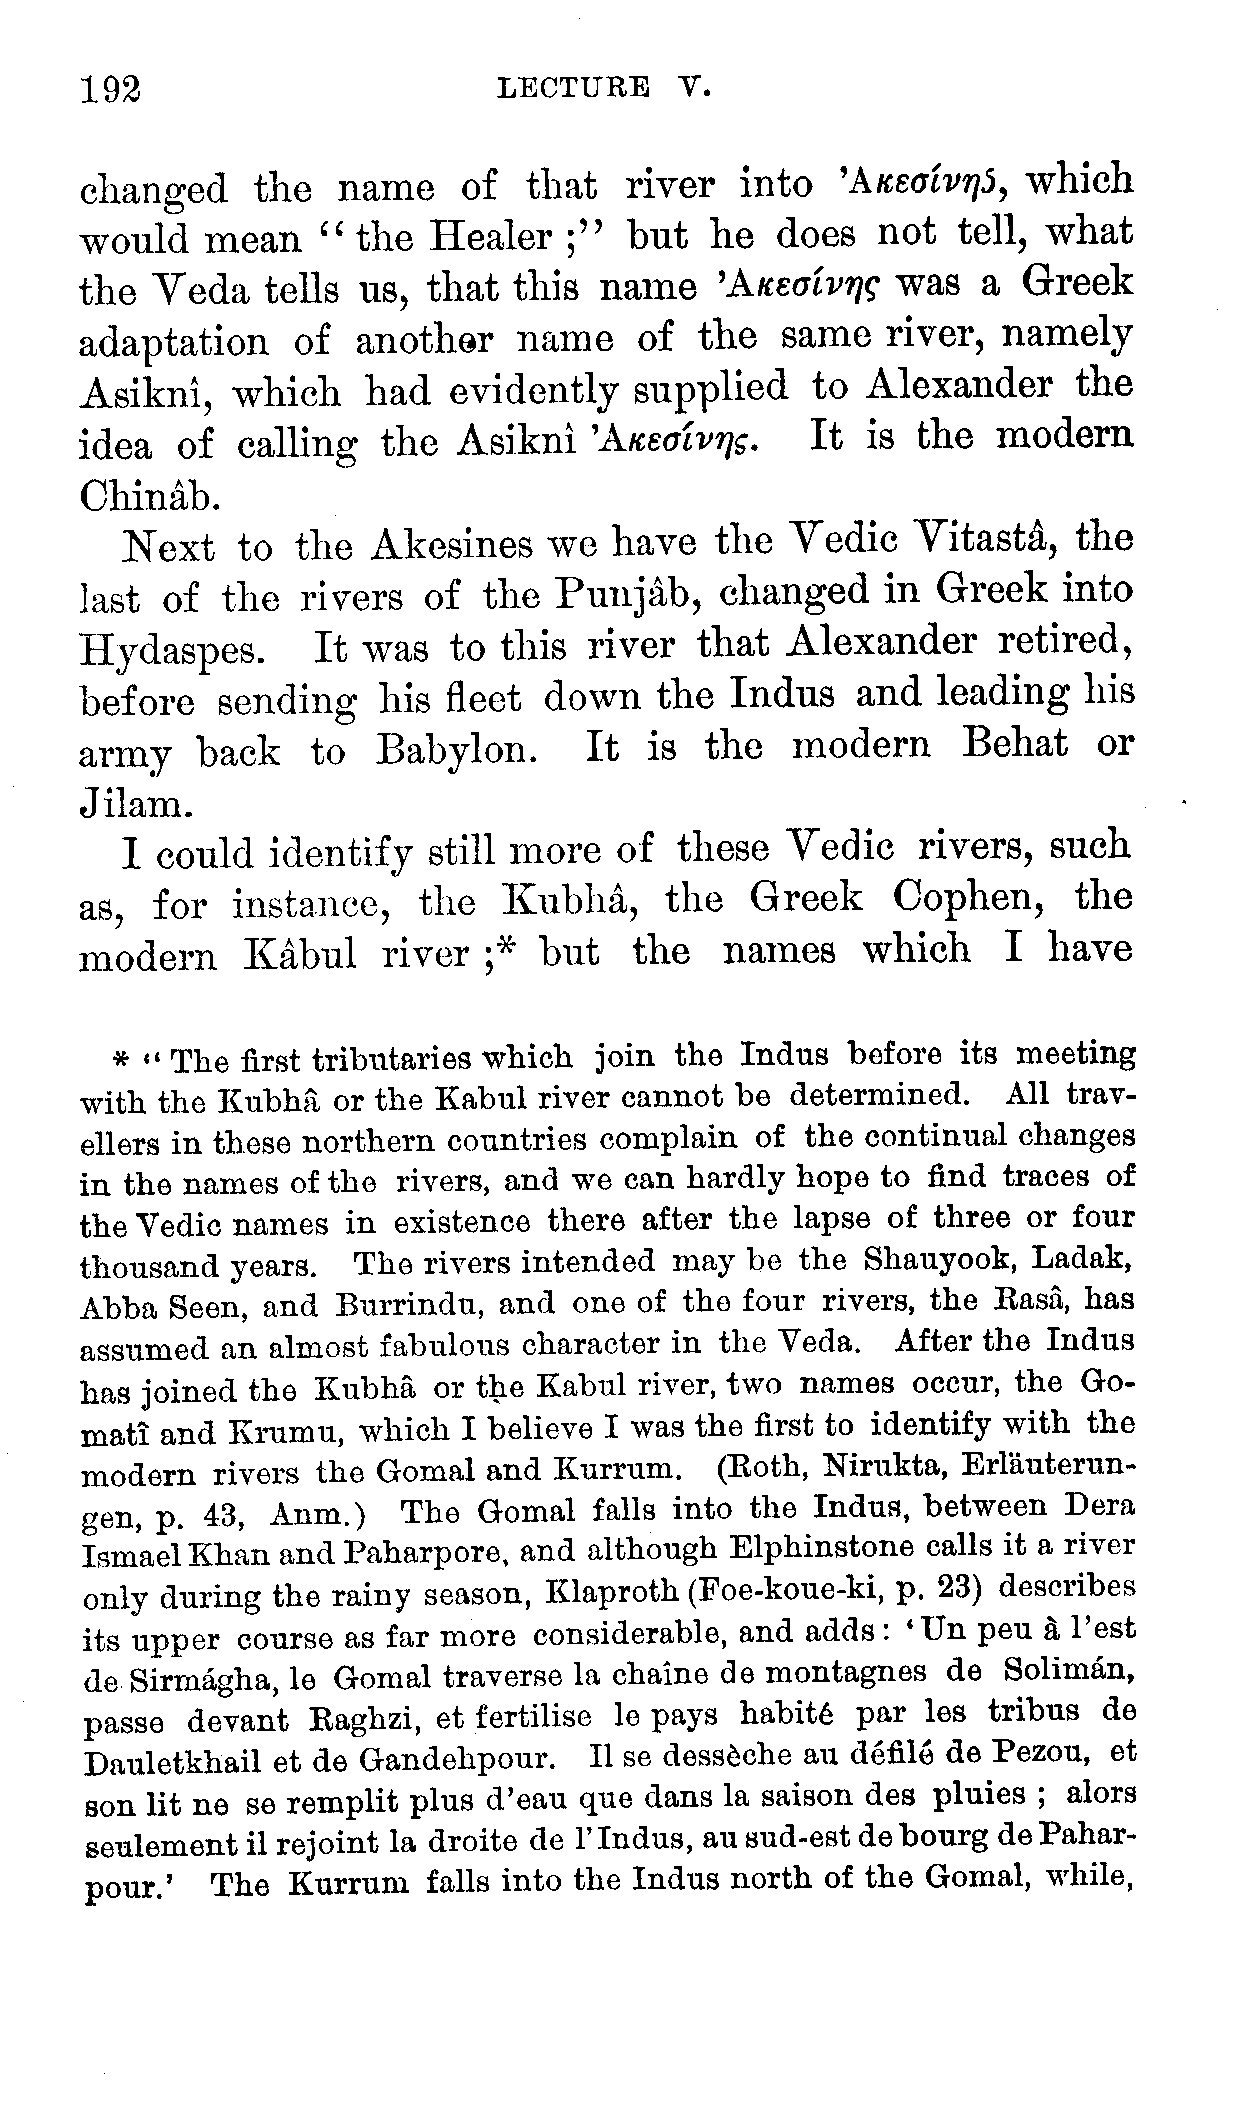 192 LECTURE V.
changed the name of that river into 'Ακεσίνης, which
would mean “the Healer;” but he does not tell, what
the Veda tells us, that this name 'Ακεσίνης was a Greek
adaptation of another name of the same river, namely
Asiknî, which had evidently supplied to Alexander the
idea of calling the Asiknî 'Ακεσίνης. It is the modern
Chinâb.
Next to the Akesines we have the Vedic Vitastâ, the
last of the rivers of the Punjâb, changed in Greek into
Hydaspes. It was to this river that Alexander retired,
before sending his fleet down the Indus and leading his
army back to Babylon. It is the modern Behat or
Jilam.
I could identify still more of these Vedic rivers, such
as, for instance, the Kubhâ, the Greek Cophen, the
modern Kâbul river;* but the names which I have
* “The first tributaries which join the Indus before its meeting
with the Kubhâ or the Kabul river cannot be determined. All trav-
ellers in these northern countries complain of the continual changes
in the names of the rivers, and we can hardly hope to find traces of
the Vedic names in existence there after the lapse of three or four
thousand years. The rivers intended may be the Shauyook, Ladak,
Abba Seen, and Burrindu, and one of the four rivers, the Rasâ, has
assumed an almost fabulous character in the Veda. After the Indus
has joined the Kubhâ or the Kabul river, two names occur, the Go-
matî and Krumu, which I believe I was the first to identify with the
modern rivers the Gomal and Kurrum. (Roth, Nirukta, Erläuterun-
gen, p. 43, Anm.) The Gomal falls into the Indus, between Dera
Ismael Khan and Paharpore, and although Elphinstone calls it a river
only during the rainy season, Klaproth (Foe-koue-ki, p. 23) describes
its upper course as far more considerable, and adds: ‘Un peu à l'est
de Sirmágha, le Gomal traverse la chaîne de montagnes de Solimán,
passe devant Raghzi, et fertilise le pays habité par les tribus de
Dauletkhail et de Gandehpour. Il se dessèche au défilé de Pezou, et
son lit ne se remplit plus d'eau que dans la saison des pluies; alors
seulement il rejoint la droite de l'Indus, au sud-est de bourg de Pahar-
pour.’ The Kurrum falls into the Indus north of the Gomal, while,